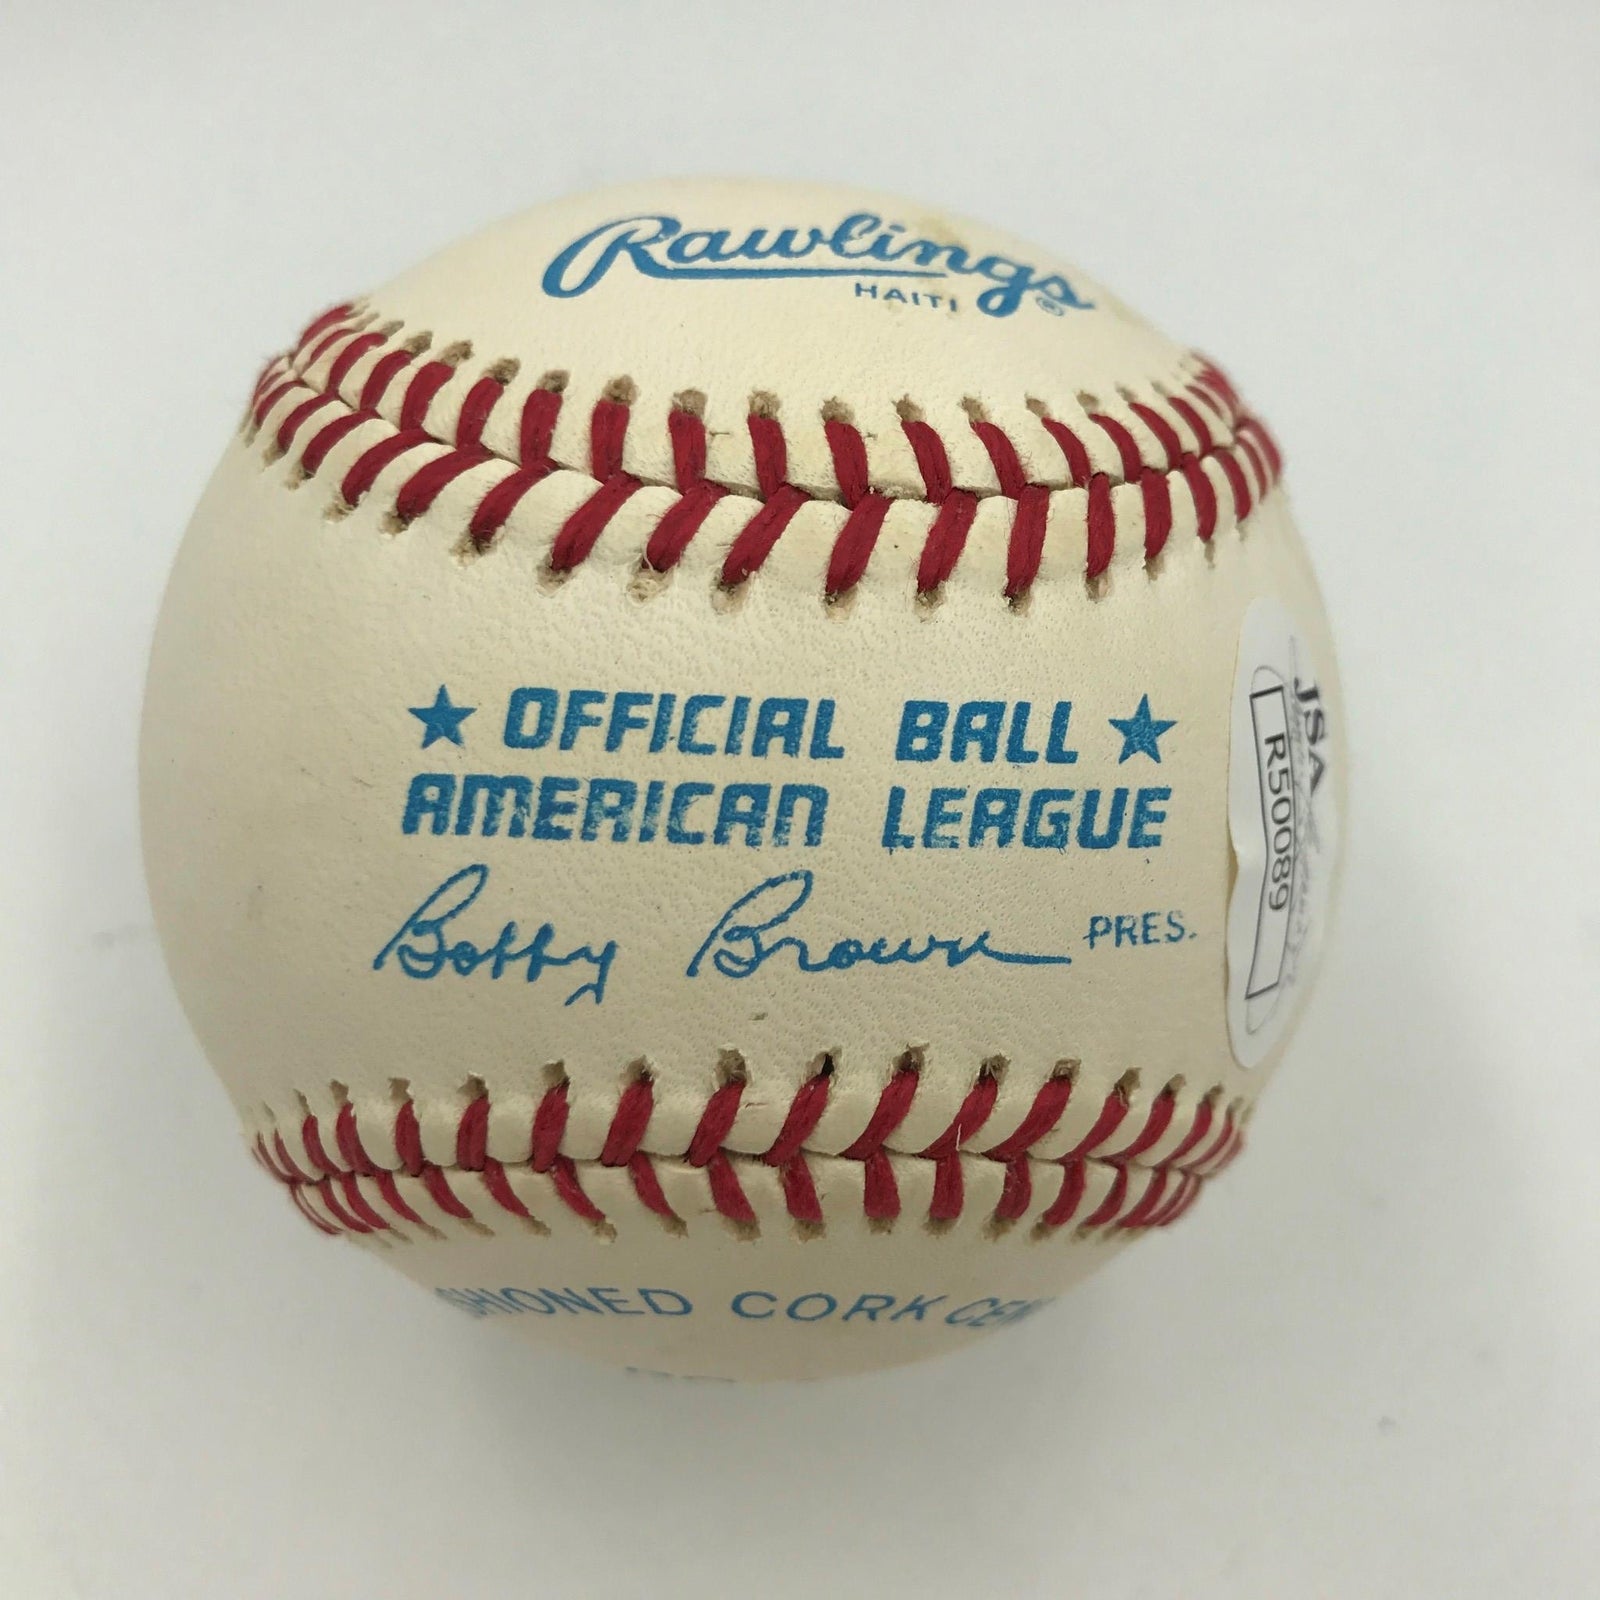 Rawlings®
HAITI
★ OFFICIAL BALL ★
AMERICAN LEAGUE
Bobby Brown PRES.
JSA
R50089
SHIONED CORK CEN